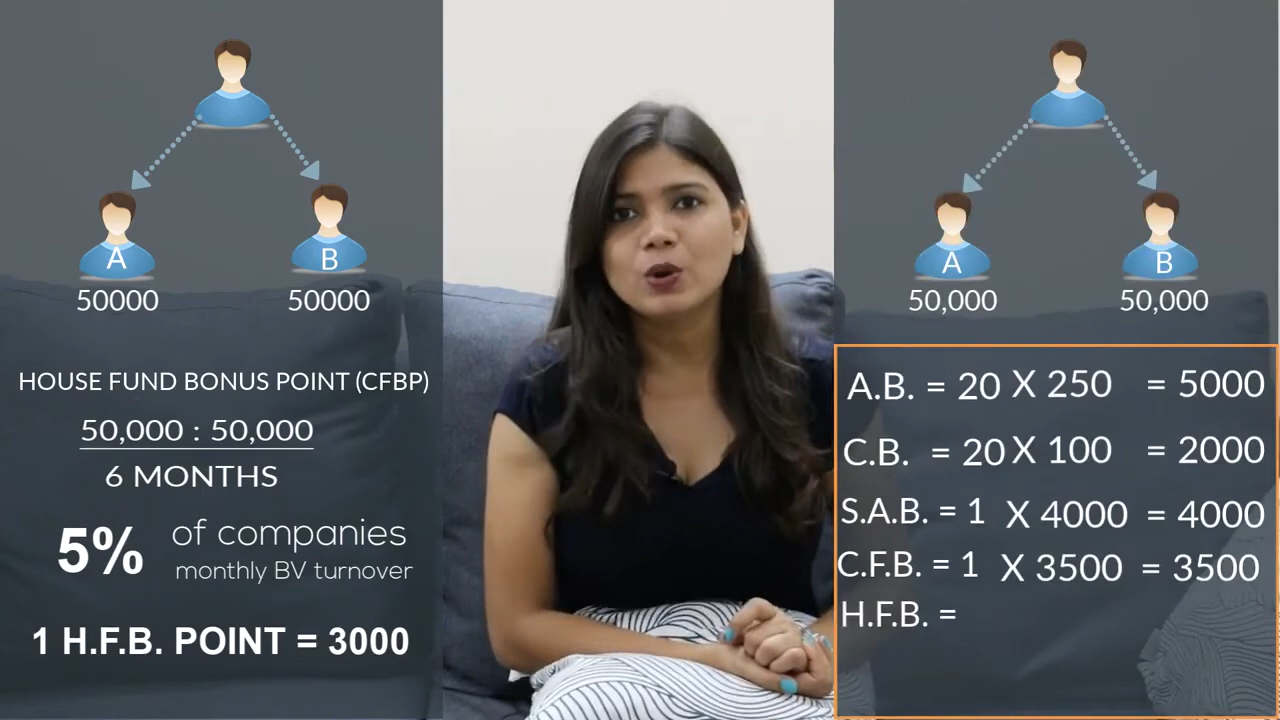 A
B
50000
50000
HOUSE FUND BONUS POINT (CFBP)
50,000 : 50,000
6 MONTHS
5% of companies
monthly BV turnover
1 H.F.B. POINT = 3000
A
B
50,000
50,000
A.B. = 20 X 250 = 5000
C.B. = 20 X 100 = 2000
S.A.B. = 1 X 4000 = 4000
C.F.B. = 1 X 3500 = 3500
H.F.B. =